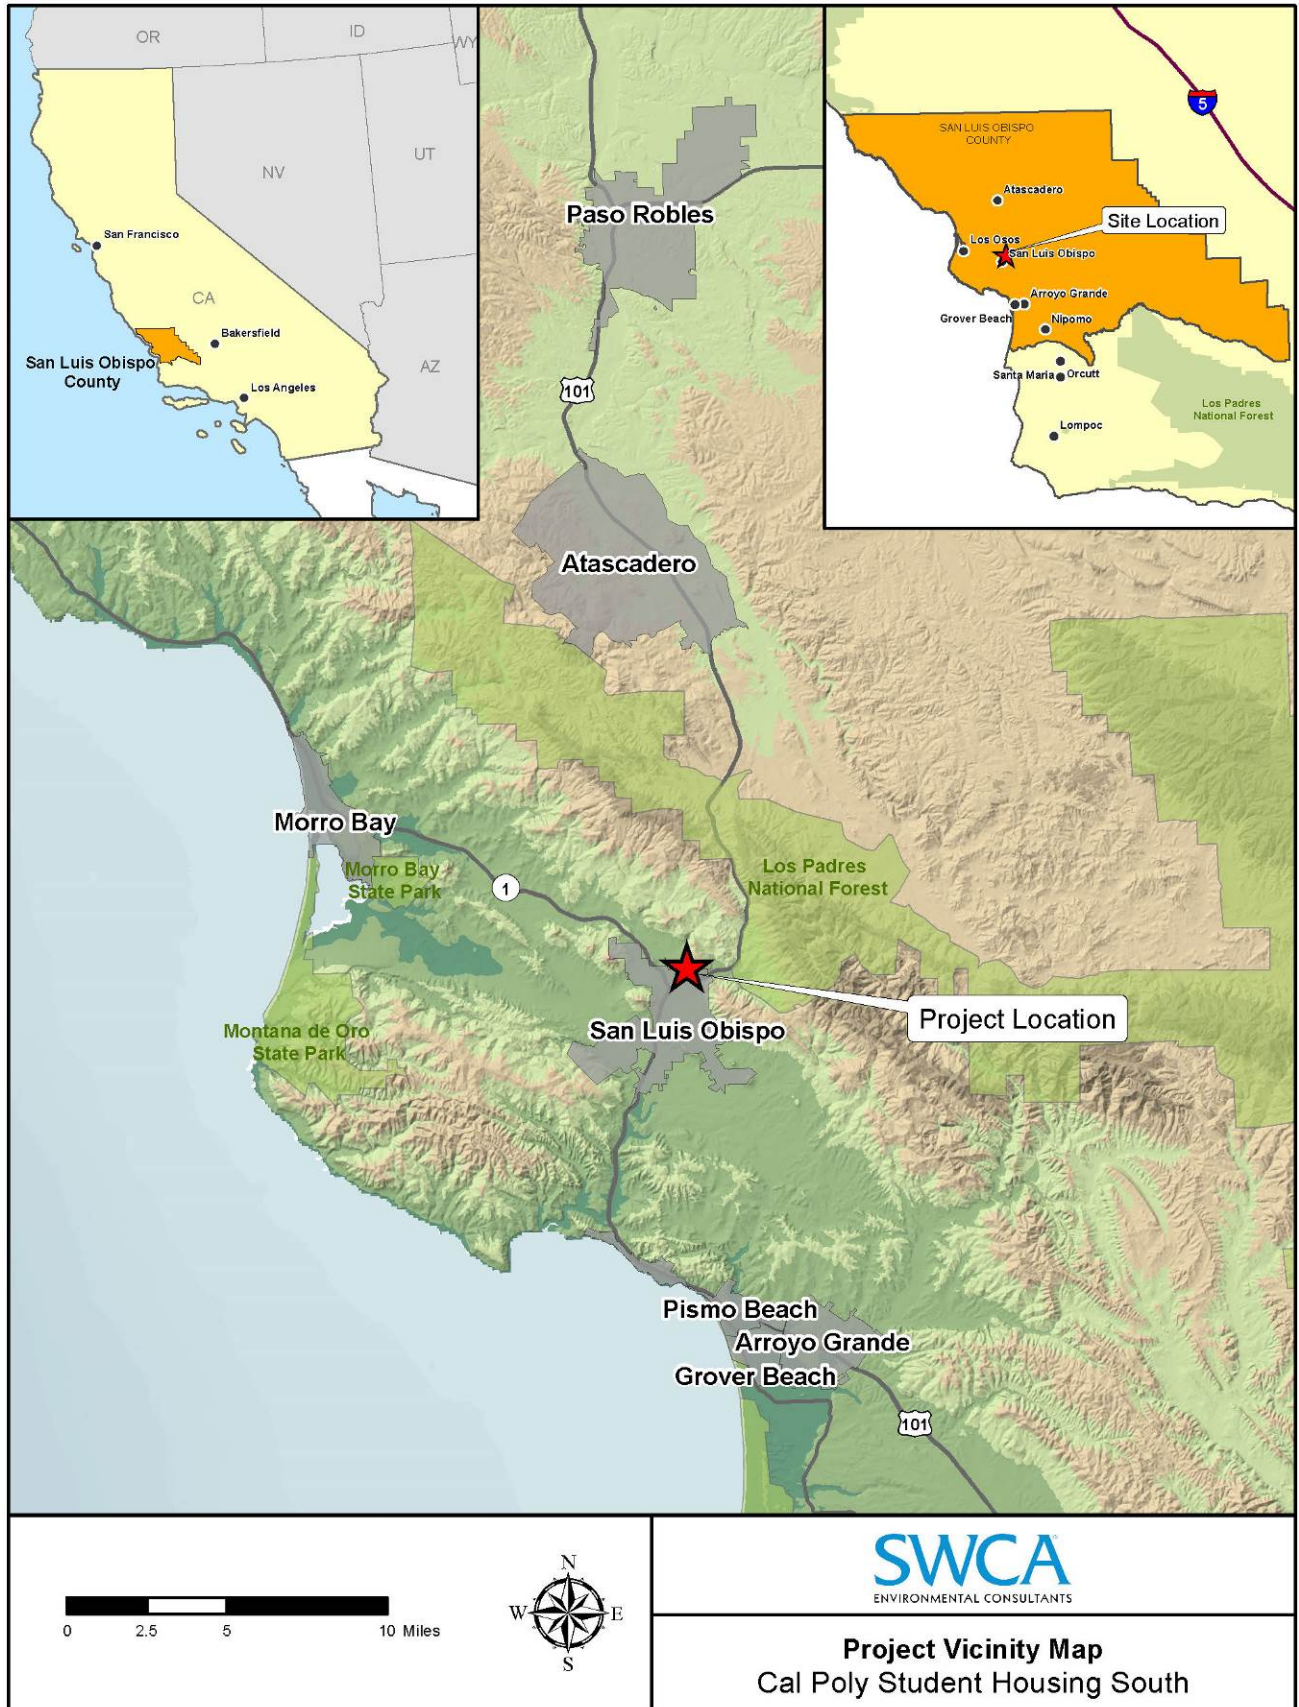 OR
ID
WY
NV
UT
CA
AZ
San Francisco
Bakersfield
San Luis Obispo
County
Los Angeles
5
SAN LUIS OBISPO
COUNTY
Atascadero
Site Location
Los Osos
San Luis Obispo
Arroyo Grande
Grover Beach
Nipomo
Santa Maria
Orcutt
Los Padres
National Forest
Lompoc
Paso Robles
101
Atascadero
Morro Bay
Morro Bay
State Park
1
Los Padres
National Forest
Project Location
San Luis Obispo
Montana de Oro
State Park
Pismo Beach
Arroyo Grande
Grover Beach
101
0 2.5 5 10 Miles
N
W E
S
SWCA
ENVIRONMENTAL CONSULTANTS
Project Vicinity Map
Cal Poly Student Housing South